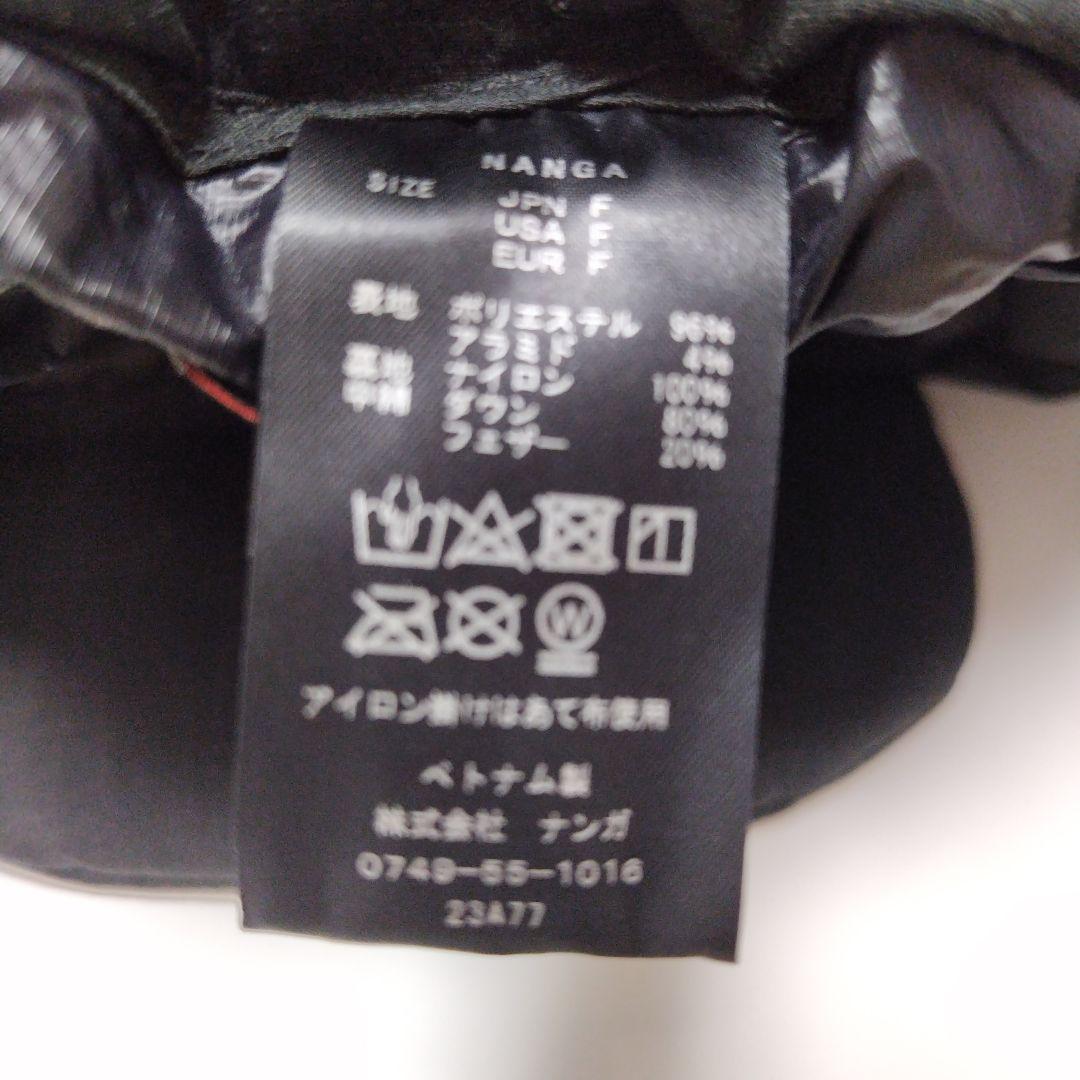 NANGA
SIZE JPN F
USA F
EUR F
表地 ポリエステル 96%
アラミド 4%
裏地 ナイロン 100%
中綿 ダウン 80%
フェザー 20%
W
アイロン掛けはあて布使用
ベトナム製
株式会社 ナンガ
0749-55-1016
23A77